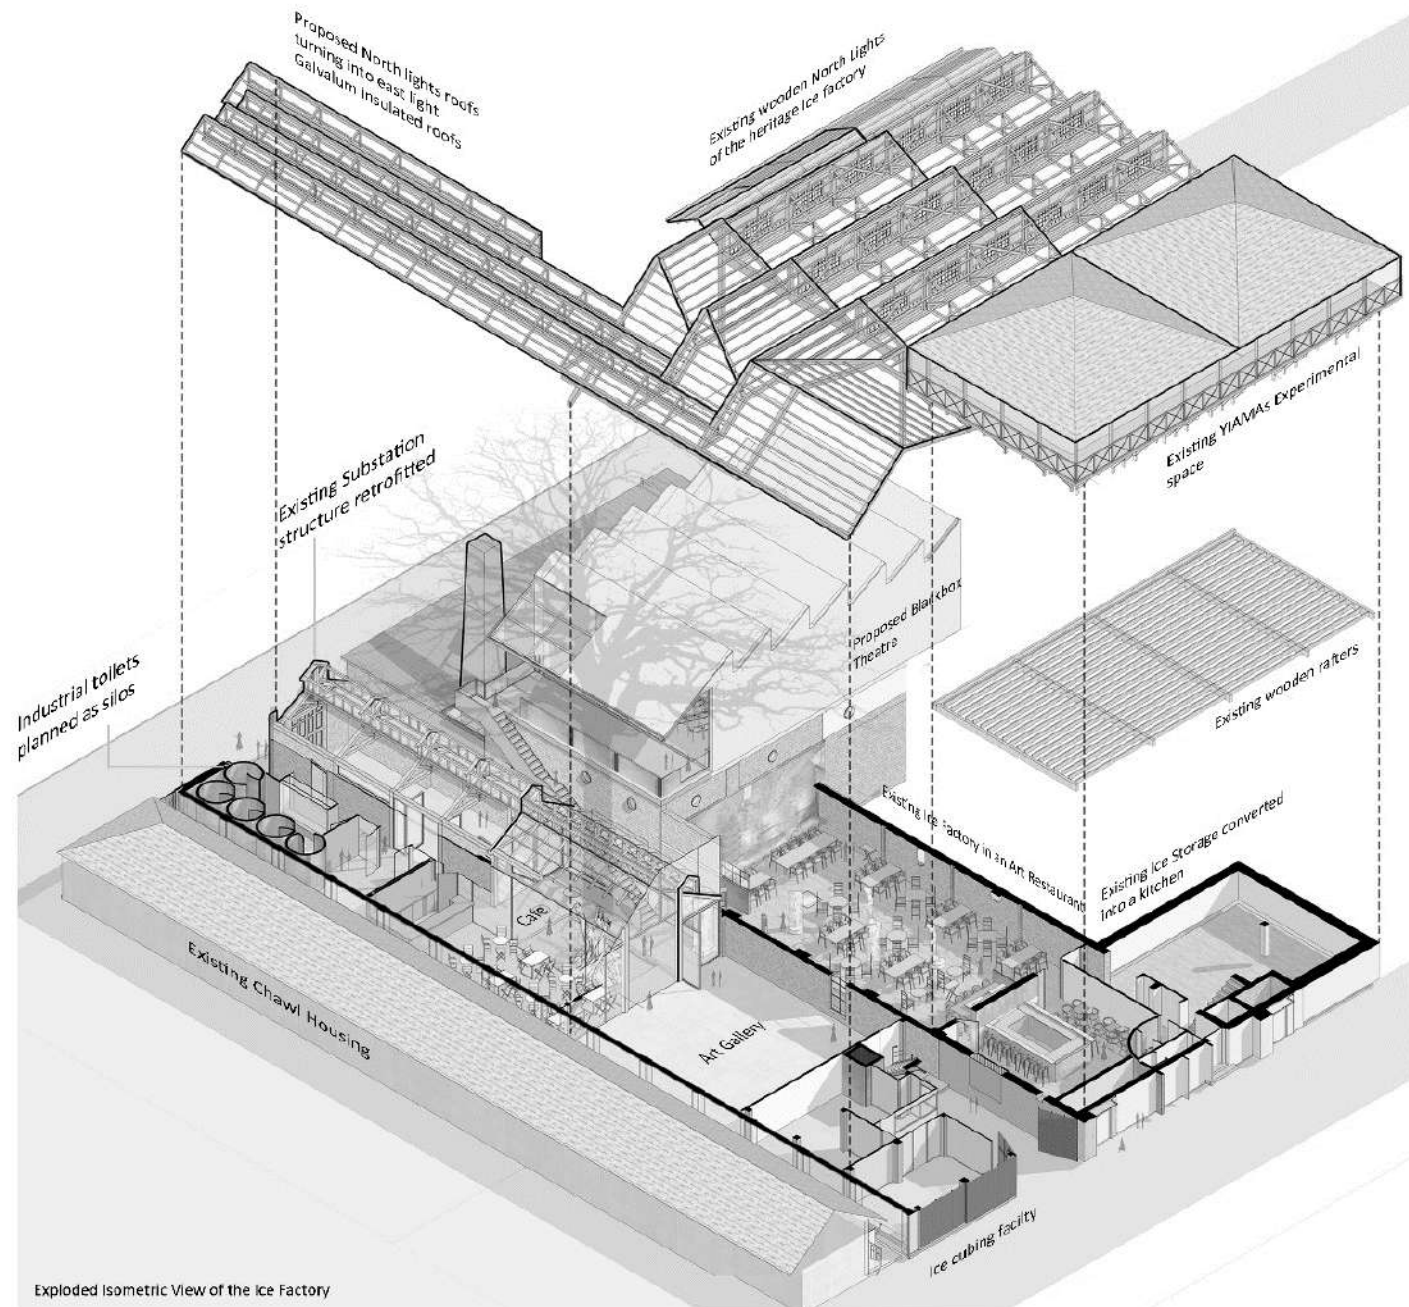 Proposed North lights roofs
turning into east light
Galvalum insulated roofs
Existing wooden North Lights
of the heritage Ice factory
Existing YIAMAs Experimental
space
Existing Substation
structure retrofitted
Proposed Blackbox
Theatre
Existing wooden rafters
Industrial toilets
planned as silos
Existing Ice Factory in an Art Restaurant
Existing Ice Storage converted
into a kitchen
Cafe
Existing Chawl Housing
Art Gallery
Ice cubing facilty
Exploded Isometric View of the Ice Factory